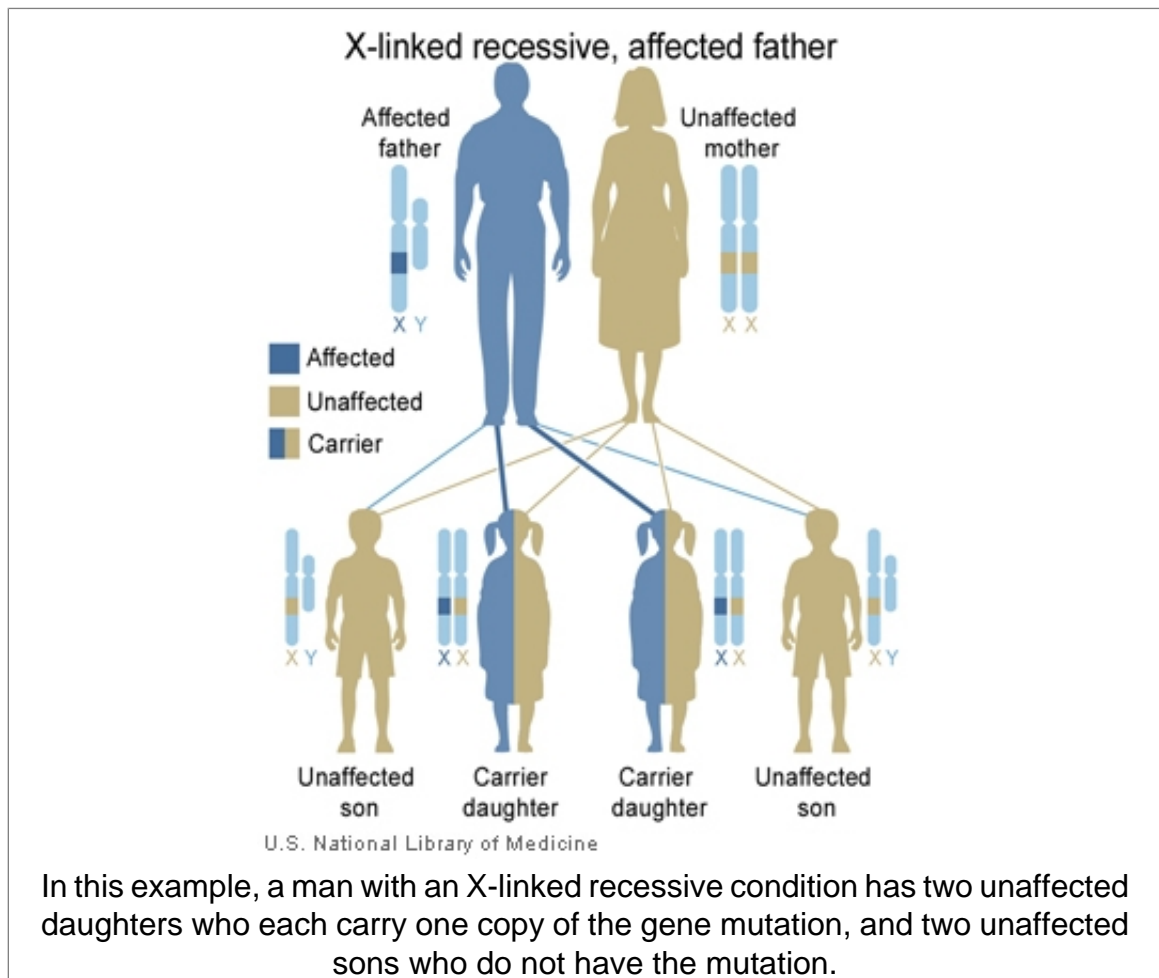 X-linked recessive, affected father
Affected
father
Unaffected
mother
X Y
X X
Affected
Unaffected
Carrier
X Y
X X
X X
X Y
Unaffected
son
Carrier
daughter
Carrier
daughter
Unaffected
son
U.S. National Library of Medicine
In this example, a man with an X-linked recessive condition has two unaffected
daughters who each carry one copy of the gene mutation, and two unaffected
sons who do not have the mutation.